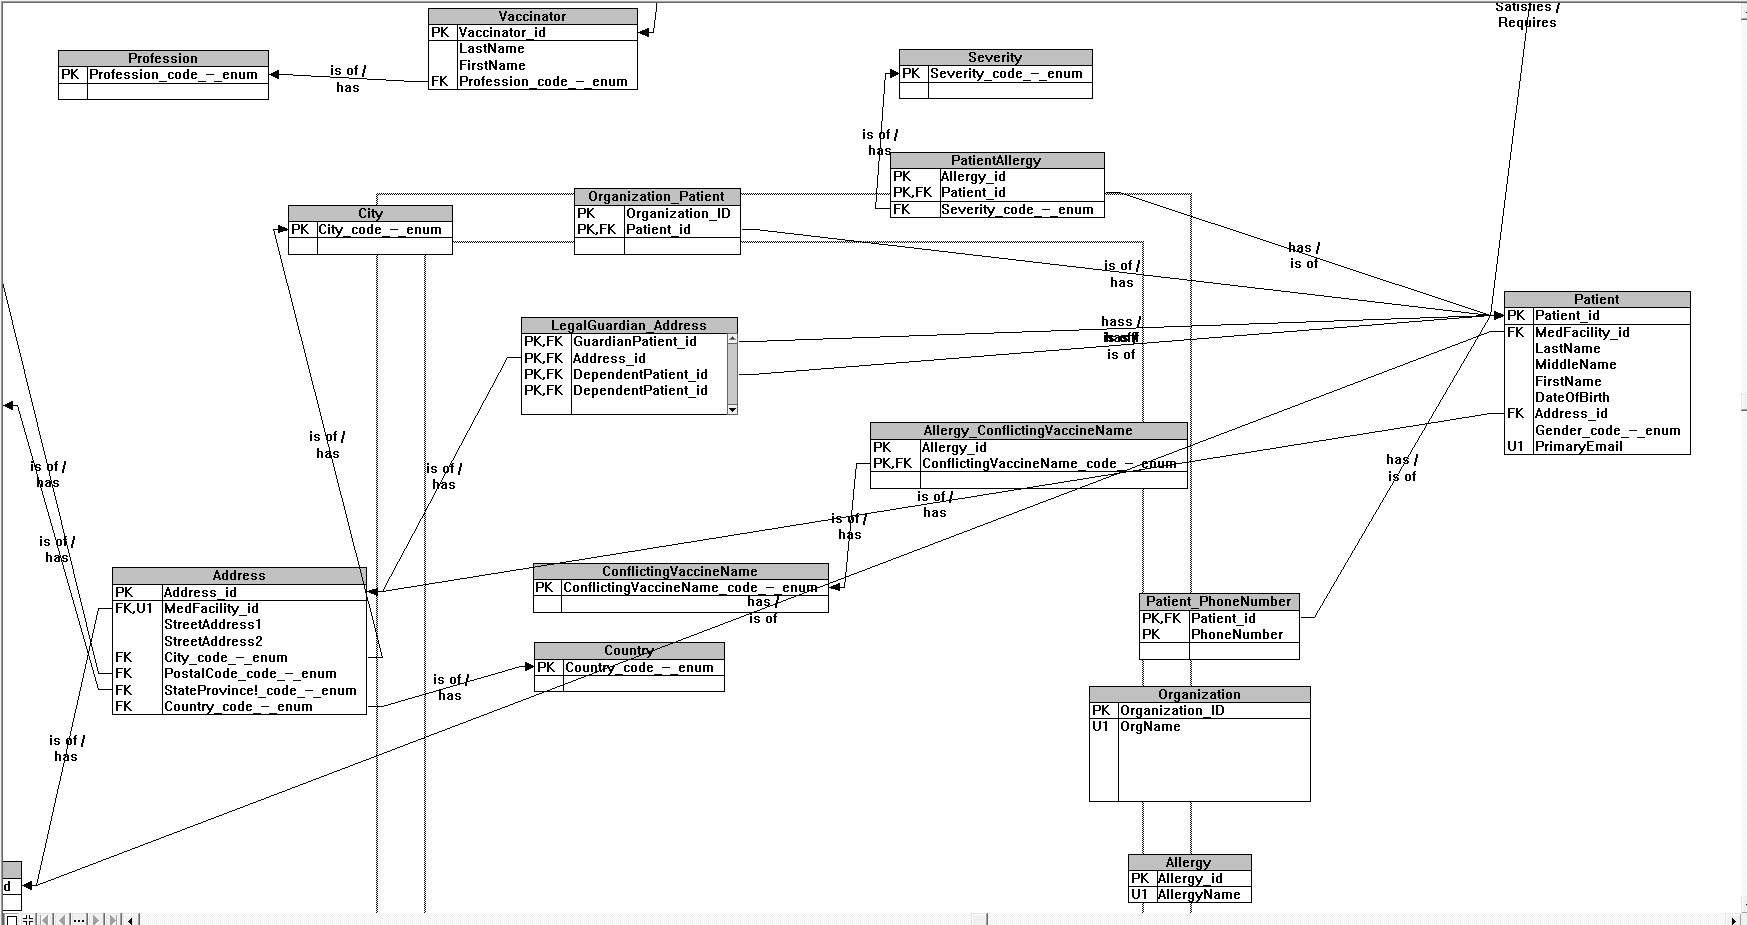 Satisfies /
Requires
Vaccinator
PK Vaccinator_id
LastName
FirstName
FK Profession_code_-_enum
Profession
PK Profession_code_-_enum
is of /
has
Severity
PK Severity_code_-_enum
is of /
has
PatientAllergy
PK Allergy_id
PK,FK Patient_id
FK Severity_code_-_enum
Organization_Patient
PK Organization_ID
PK,FK Patient_id
City
PK City_code_-_enum
has /
is of
is of /
has
Patient
PK Patient_id
FK MedFacility_id
LastName
MiddleName
FirstName
DateOfBirth
FK Address_id
Gender_code_-_enum
U1 PrimaryEmail
LegalGuardian_Address
PK,FK GuardianPatient_id
PK,FK Address_id
PK,FK DependentPatient_id
PK,FK DependentPatient_id
hass /
is of
is of /
has
is of /
has
is of /
has
Allergy_ConflictingVaccineName
PK Allergy_id
PK,FK ConflictingVaccineName_code_-_enum
has /
is of
is of /
has
is of /
has
is of /
has
Address
PK Address_id
FK,U1 MedFacility_id
StreetAddress1
StreetAddress2
FK City_code_-_enum
FK PostalCode_code_-_enum
FK StateProvince!_code_-_enum
FK Country_code_-_enum
ConflictingVaccineName
PK ConflictingVaccineName_code_-_enum
has /
is of
Patient_PhoneNumber
PK,FK Patient_id
PK PhoneNumber
Country
PK Country_code_-_enum
is of /
has
Organization
PK Organization_ID
U1 OrgName
is of /
has
Allergy
PK Allergy_id
U1 AllergyName
d